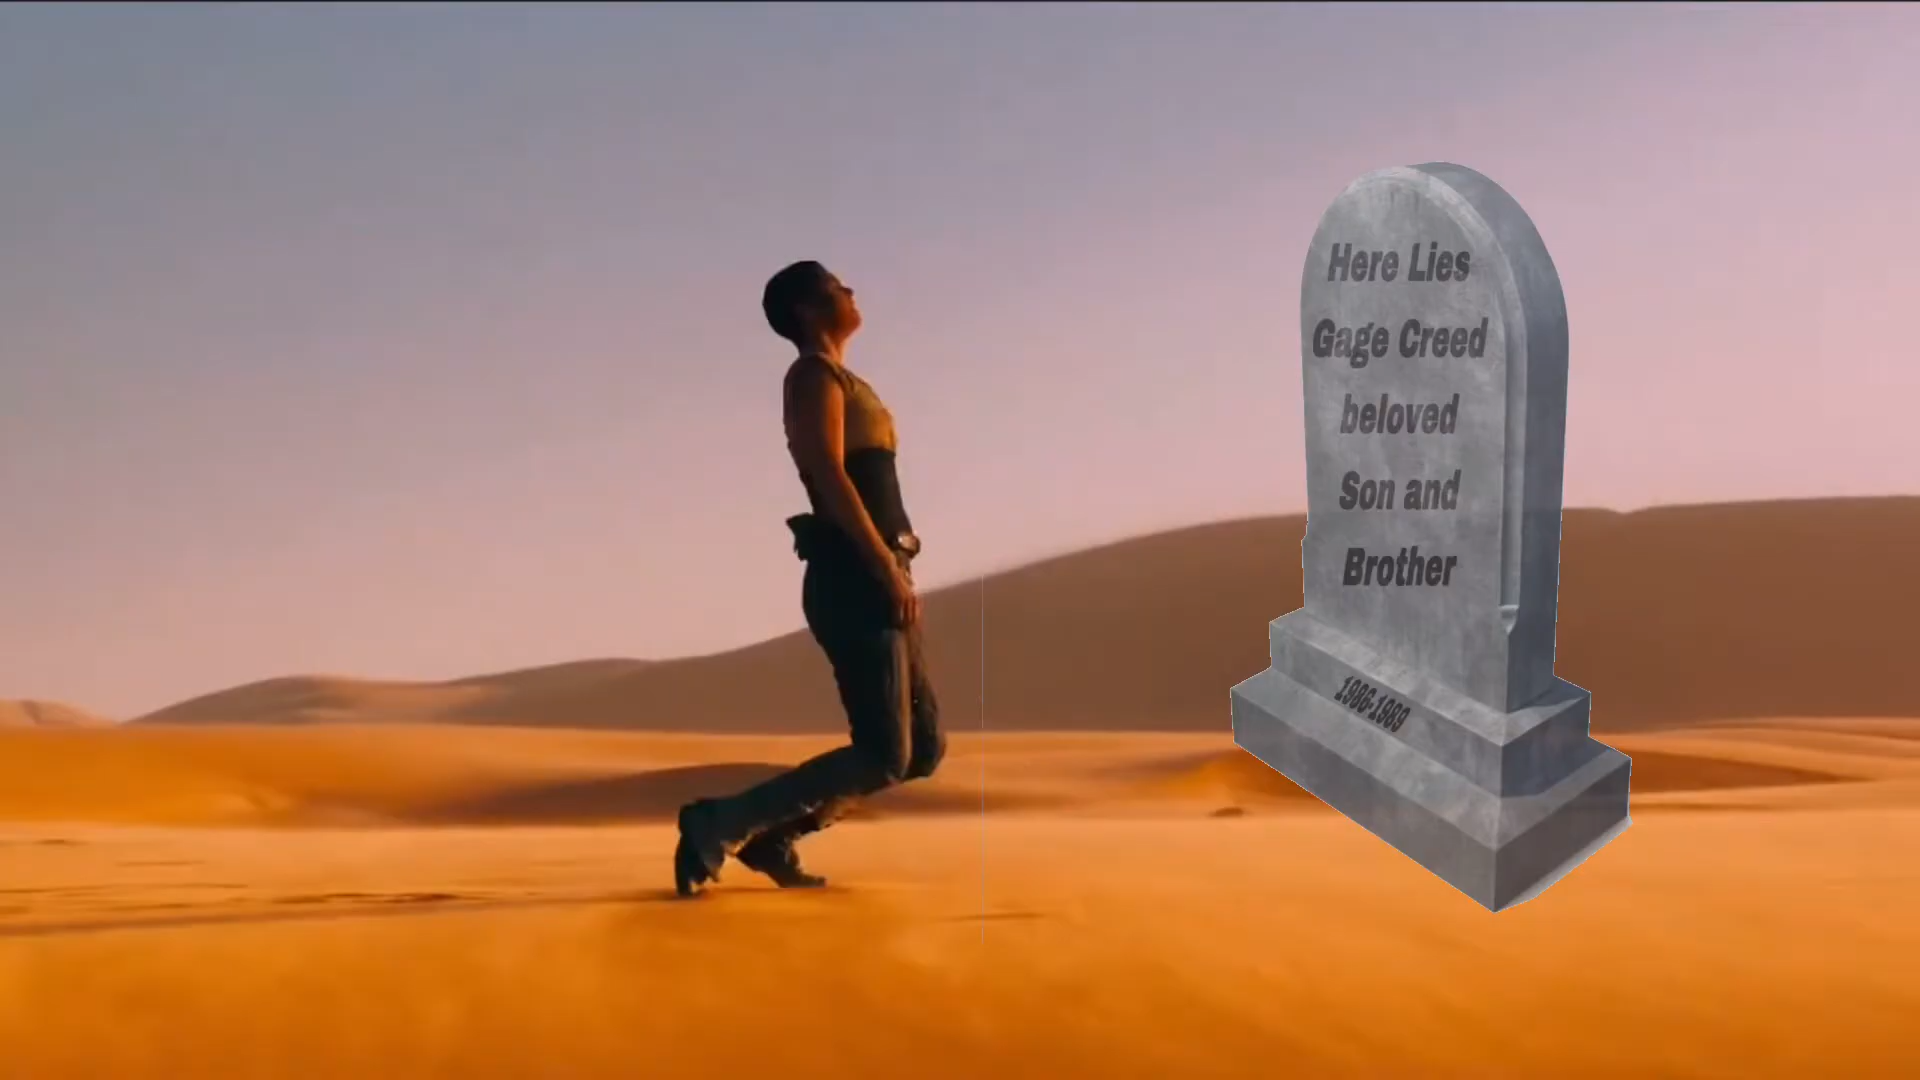 Here Lies
Gage Creed
beloved
Son and
Brother
1986-1989